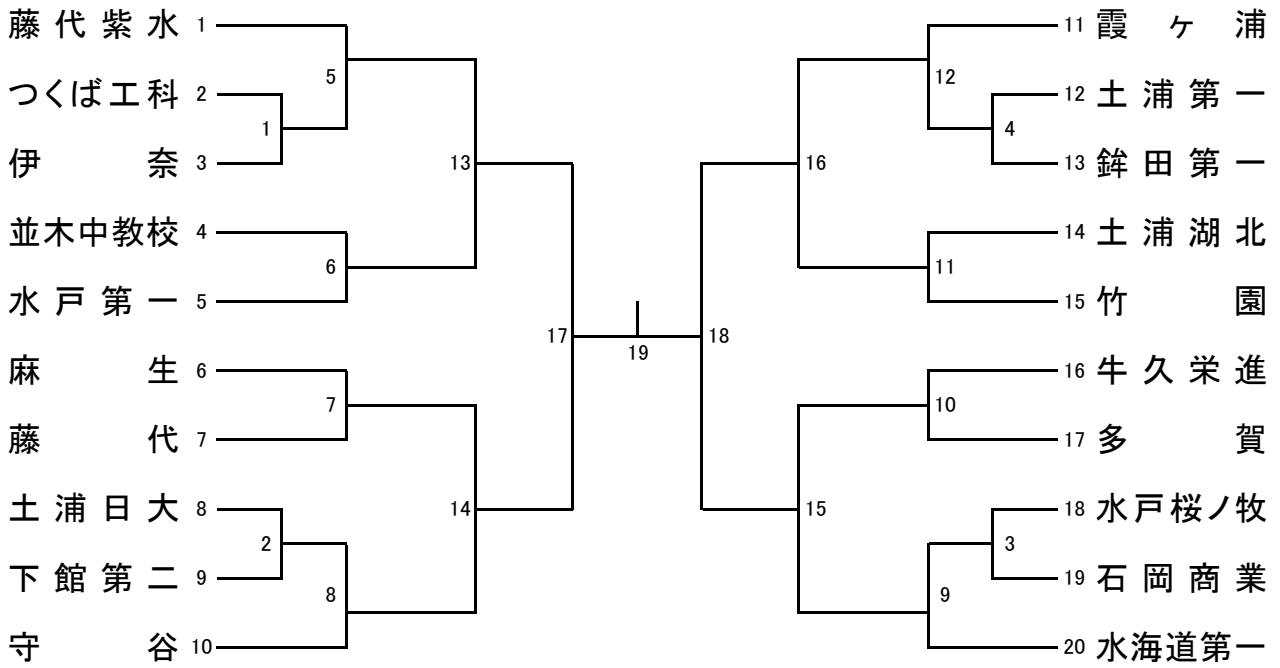 藤代紫水 1
つくば工科 2
伊奈 3
並木中教校 4
水戸第一 5
麻生 6
藤代 7
土浦日大 8
下館第二 9
守谷 10
1
5
6
7
2
8
13
14
17
19
18
16
15
12
4
11
10
3
9
11 霞ヶ浦
12 土浦第一
13 鉾田第一
14 土浦湖北
15 竹園
16 牛久栄進
17 多賀
18 水戸桜ノ牧
19 石岡商業
20 水海道第一